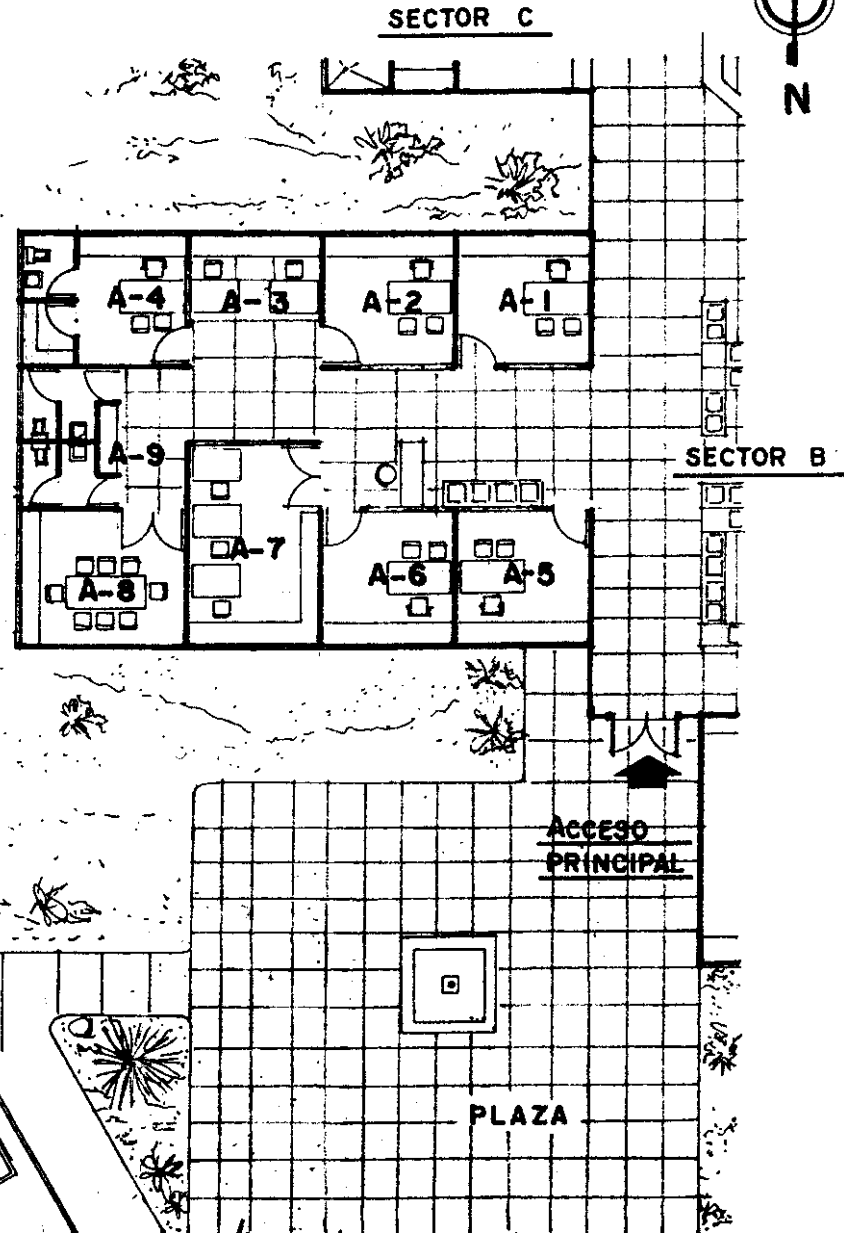 SECTOR C
N
A-4
A-3
A-2
A-1
A-9
SECTOR B
A-7
A-6
A-5
A-8
ACCESO
PRINCIPAL
PLAZA